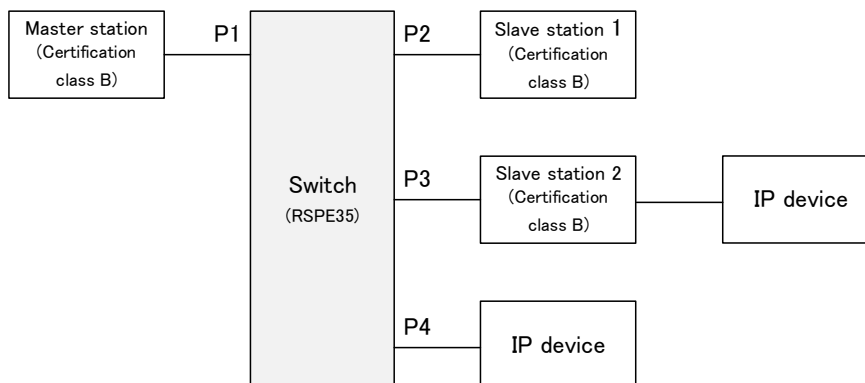 Master station
(Certification
class B)
P1
P2
Slave station 1
(Certification
class B)
Switch
(RSPE35)
P3
Slave station 2
(Certification
class B)
IP device
P4
IP device